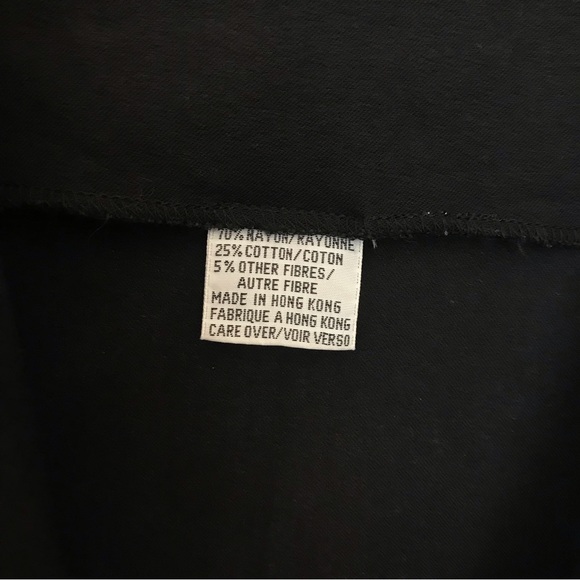 70% RAYON/RAYONNE
25% COTTON/COTON
5% OTHER FIBRES/
AUTRE FIBRE
MADE IN HONG KONG
FABRIQUE A HONG KONG
CARE OVER/VOIR VERSO